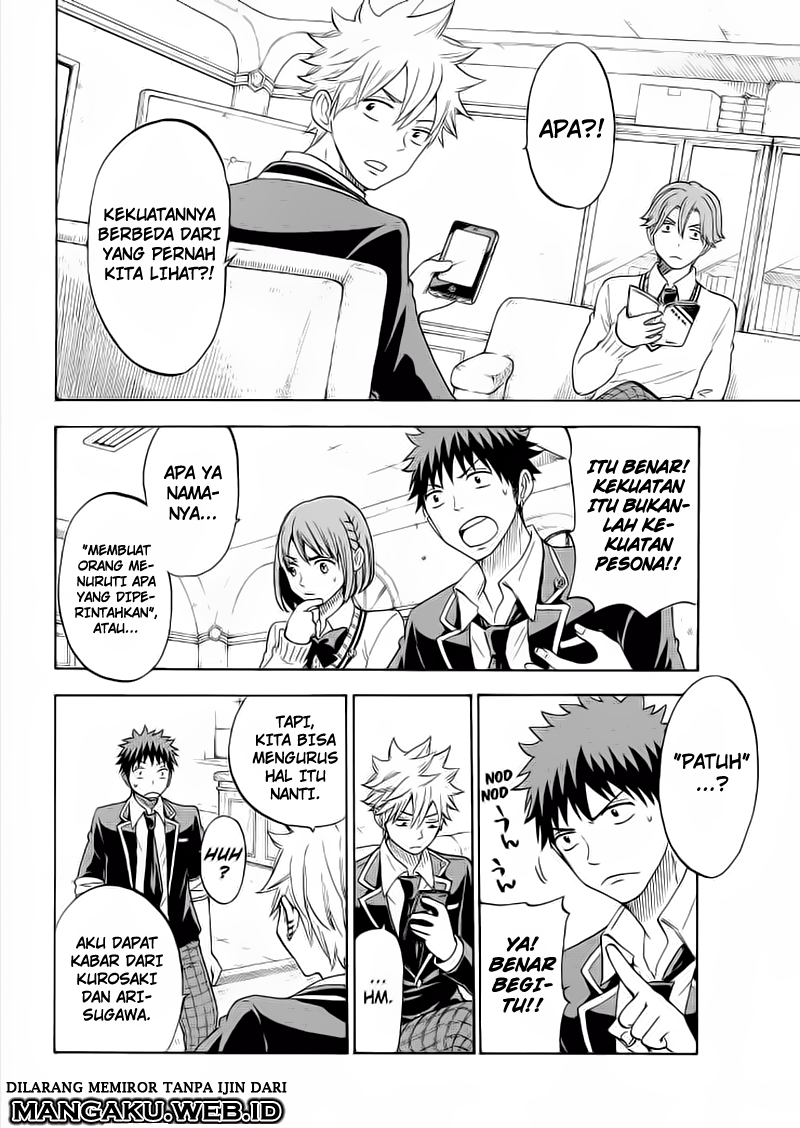 APA?!
KEKUATANNYA
BERBEDA DARI
YANG PERNAH
KITA LIHAT?!
ITU BENAR!
KEKUATAN
ITU BUKAN-
LAH KE-
KUATAN
PESONA!!
APA YA
NAMA-
NYA...
"MEMBUAT
ORANG ME-
NURUTI APA
YANG DIPE-
RINTAHKAN",
ATAU...
"PATUH"
...?
NOD
NOD
うん
うん
YA!
BENAR
BEGI-
TU!!
...
HM.
TAPI,
KITA BISA
MENGURUS
HAL ITU
NANTI.
HUH
?
AKU DAPAT
KABAR DARI
KUROSAKI
DAN ARI-
SUGAWA.
DILARANG MEMIROR TANPA IJIN DARI
MANGAKU.WEB.ID